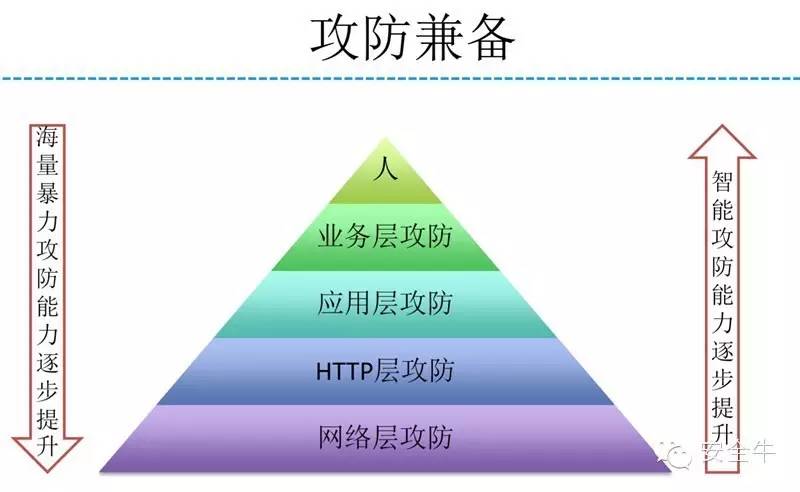 攻防兼备
海量暴力攻防能力逐步提升
人
业务层攻防
应用层攻防
HTTP层攻防
网络层攻防
智能攻防能力逐步提升
安全牛